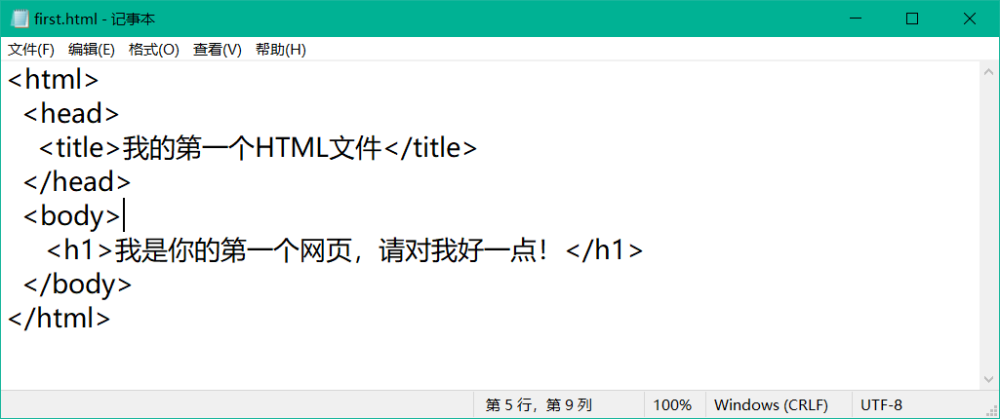 first.html - 记事本
文件(F) 编辑(E) 格式(O) 查看(V) 帮助(H)
<html>
  <head>
    <title>我的第一个HTML文件</title>
  </head>
  <body>
     <h1>我是你的第一个网页，请对我好一点！</h1>
  </body>
</html>
第 5 行，第 9 列 100% Windows (CRLF) UTF-8